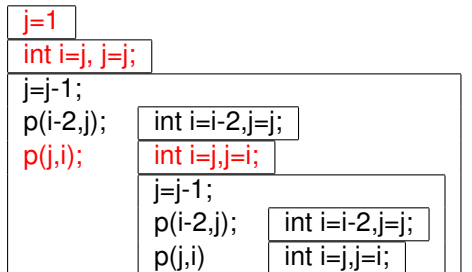 j=1
int i=j, j=j;
j=j-1;
p(i-2,j); int i=i-2,j=j;
p(j,i); int i=j,j=i;
j=j-1;
p(i-2,j); int i=i-2,j=j;
p(j,i) int i=j,j=i;